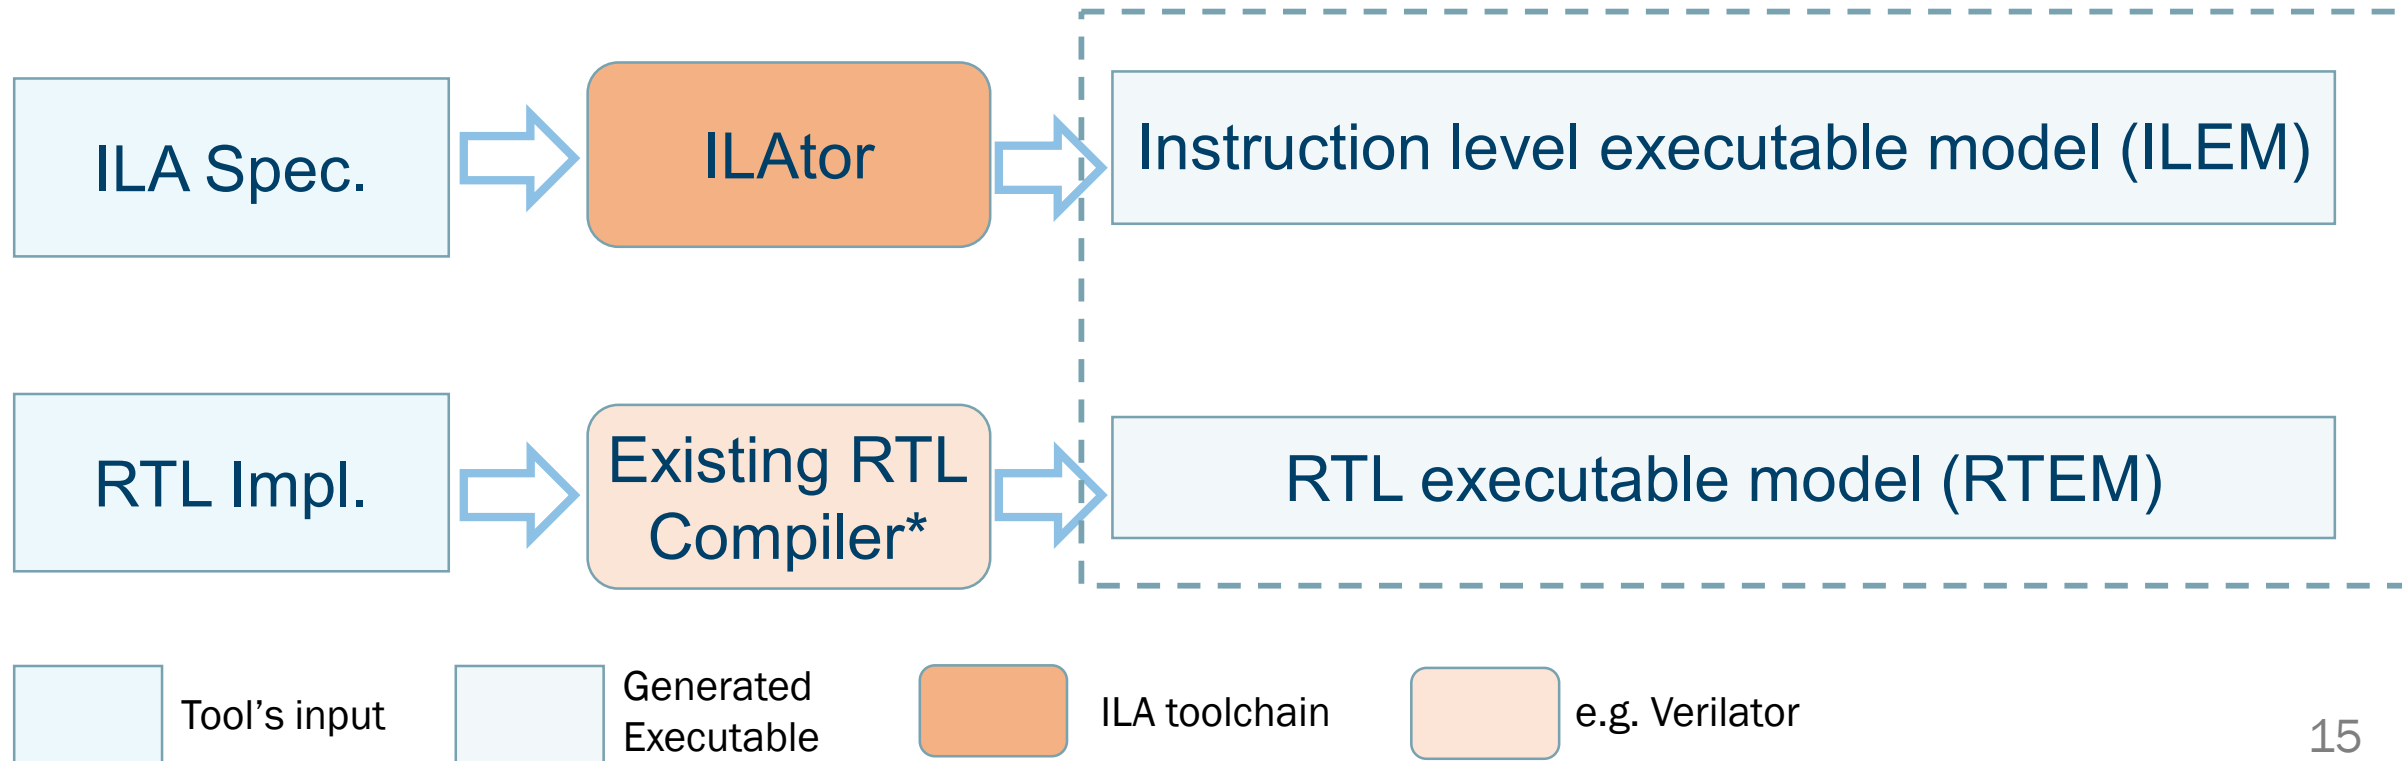 ILA Spec.
ILAtor
Instruction level executable model (ILEM)
RTL Impl.
Existing RTL
Compiler*
RTL executable model (RTEM)
Tool’s input
Generated
Executable
ILA toolchain
e.g. Verilator
15